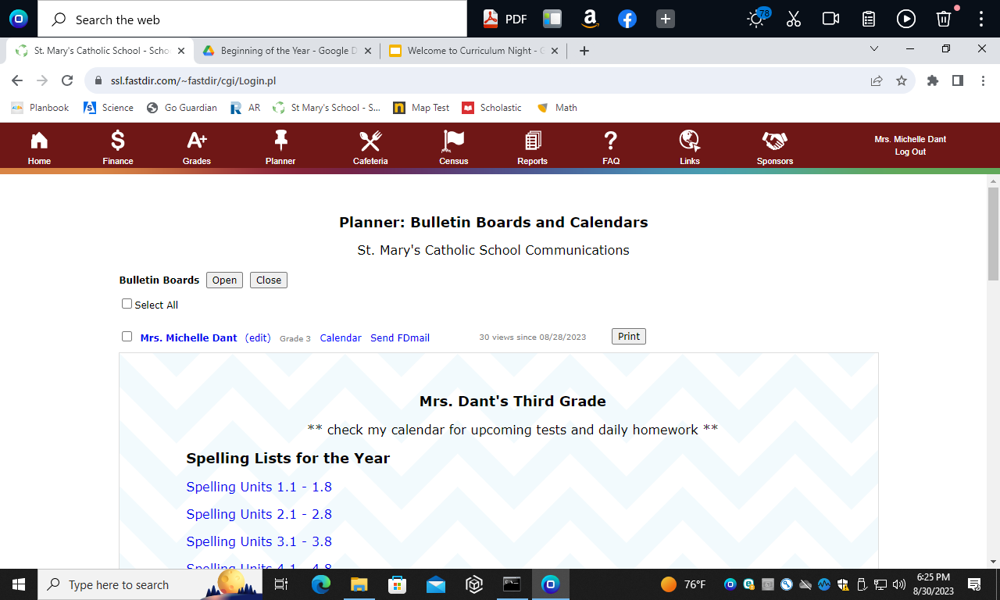 Search the web
PDF
78
St. Mary's Catholic School - Scho
Beginning of the Year - Google D
Welcome to Curriculum Night - G
ssl.fastdir.com/~fastdir/cgi/Login.pl
Planbook
Science
Go Guardian
AR
St Mary's School - S...
Map Test
Scholastic
Math
Home
Finance
A+
Grades
Planner
Cafeteria
Census
Reports
FAQ
Links
Sponsors
Mrs. Michelle Dant
Log Out
Planner: Bulletin Boards and Calendars
St. Mary's Catholic School Communications
Bulletin Boards Open Close
Select All
Mrs. Michelle Dant (edit) Grade 3 Calendar Send FDmail 30 views since 08/28/2023 Print
Mrs. Dant's Third Grade
** check my calendar for upcoming tests and daily homework **
Spelling Lists for the Year
Spelling Units 1.1 - 1.8
Spelling Units 2.1 - 2.8
Spelling Units 3.1 - 3.8
Spelling Units 4.1 - 4.8
Type here to search
76°F
6:25 PM
8/30/2023